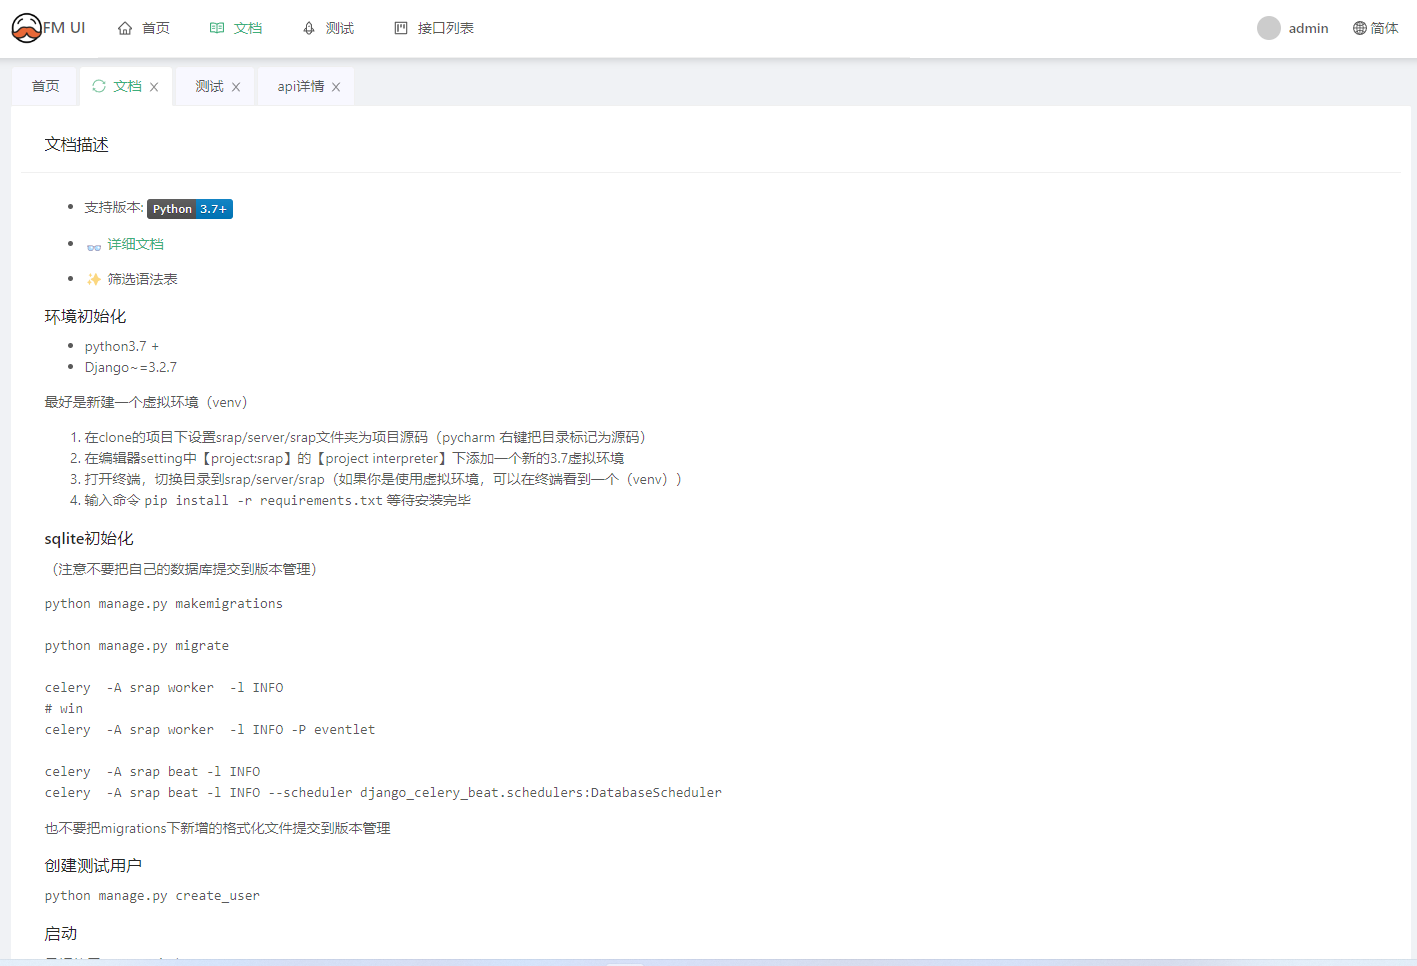 FM UI 首页 文档 测试 接口列表 admin 简体
首页 文档 测试 api详情
文档描述
支持版本: Python 3.7+
详细文档
筛选语法表
环境初始化
python3.7 +
Django~=3.2.7
最好是新建一个虚拟环境（venv）
1. 在clone的项目下设置srap/server/srap文件夹为项目源码（pycharm 右键把目录标记为源码）
2. 在编辑器setting中【project:srap】的【project interpreter】下添加一个新的3.7虚拟环境
3. 打开终端，切换目录到srap/server/srap（如果你是使用虚拟环境，可以在终端看到一个（venv））
4. 输入命令 pip install -r requirements.txt 等待安装完毕
sqlite初始化
（注意不要把自己的数据库提交到版本管理）
python manage.py makemigrations
python manage.py migrate
celery  -A srap worker  -l INFO
# win
celery  -A srap worker  -l INFO -P eventlet
celery  -A srap beat -l INFO
celery  -A srap beat -l INFO --scheduler django_celery_beat.schedulers:DatabaseScheduler
也不要把migrations下新增的格式化文件提交到版本管理
创建测试用户
python manage.py create_user
启动